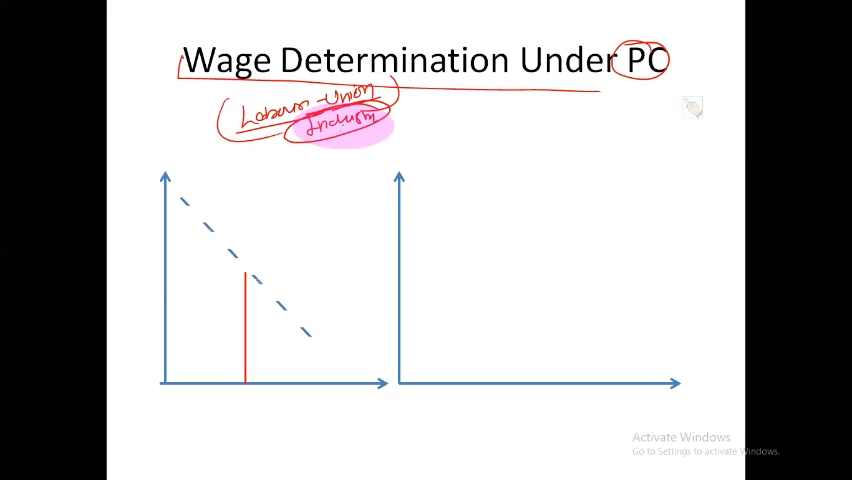 Wage Determination Under PC
Labour-Union
Industry
Activate Windows
Go to Settings to activate Windows.